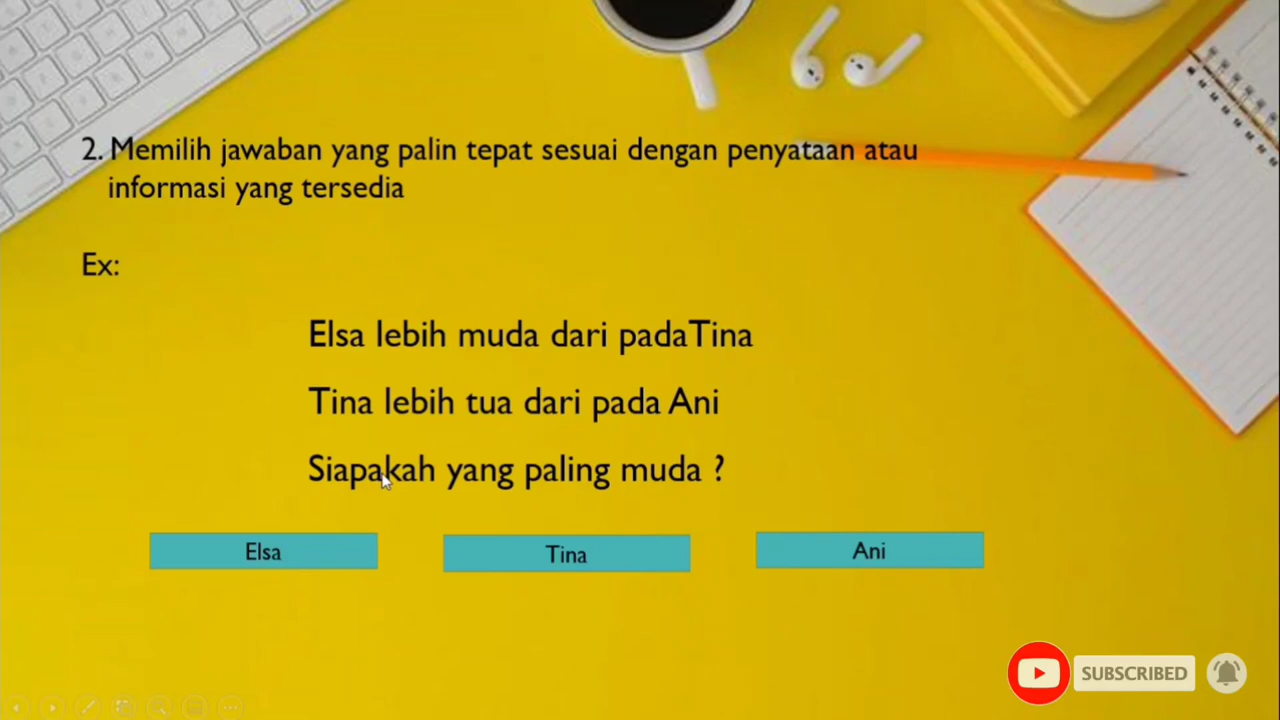 2. Memilih jawaban yang palin tepat sesuai dengan penyataan atau
informasi yang tersedia
Ex:
Elsa lebih muda dari padaTina
Tina lebih tua dari pada Ani
Siapakah yang paling muda ?
Elsa
Tina
Ani
SUBSCRIBED